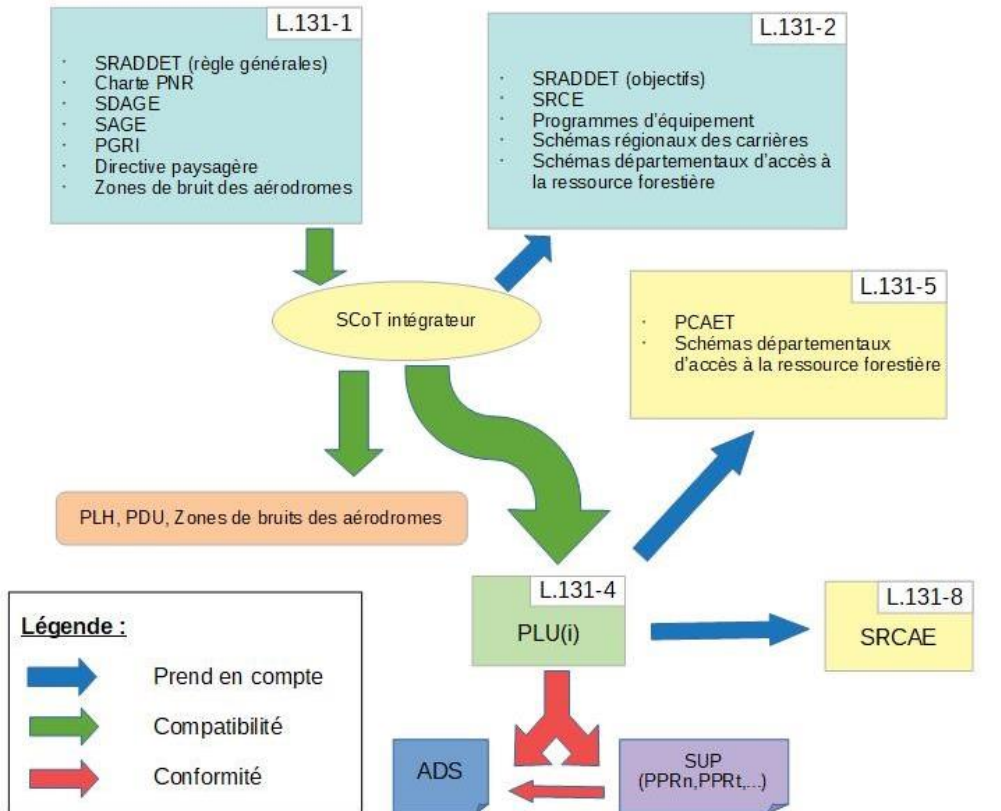 L.131-1
· SRADDET (règle générales)
· Charte PNR
· SDAGE
· SAGE
· PGRI
· Directive paysagère
· Zones de bruit des aérodromes
L.131-2
· SRADDET (objectifs)
· SRCE
· Programmes d'équipement
· Schémas régionaux des carrières
· Schémas départementaux d'accès à
la ressource forestière
SCoT intégrateur
L.131-5
· PCAET
· Schémas départementaux
d'accès à la ressource forestière
PLH, PDU, Zones de bruits des aérodromes
L.131-4
PLU(i)
L.131-8
SRCAE
Légende :
Prend en compte
Compatibilité
Conformité
ADS
SUP
(PPRn,PPRt,...)